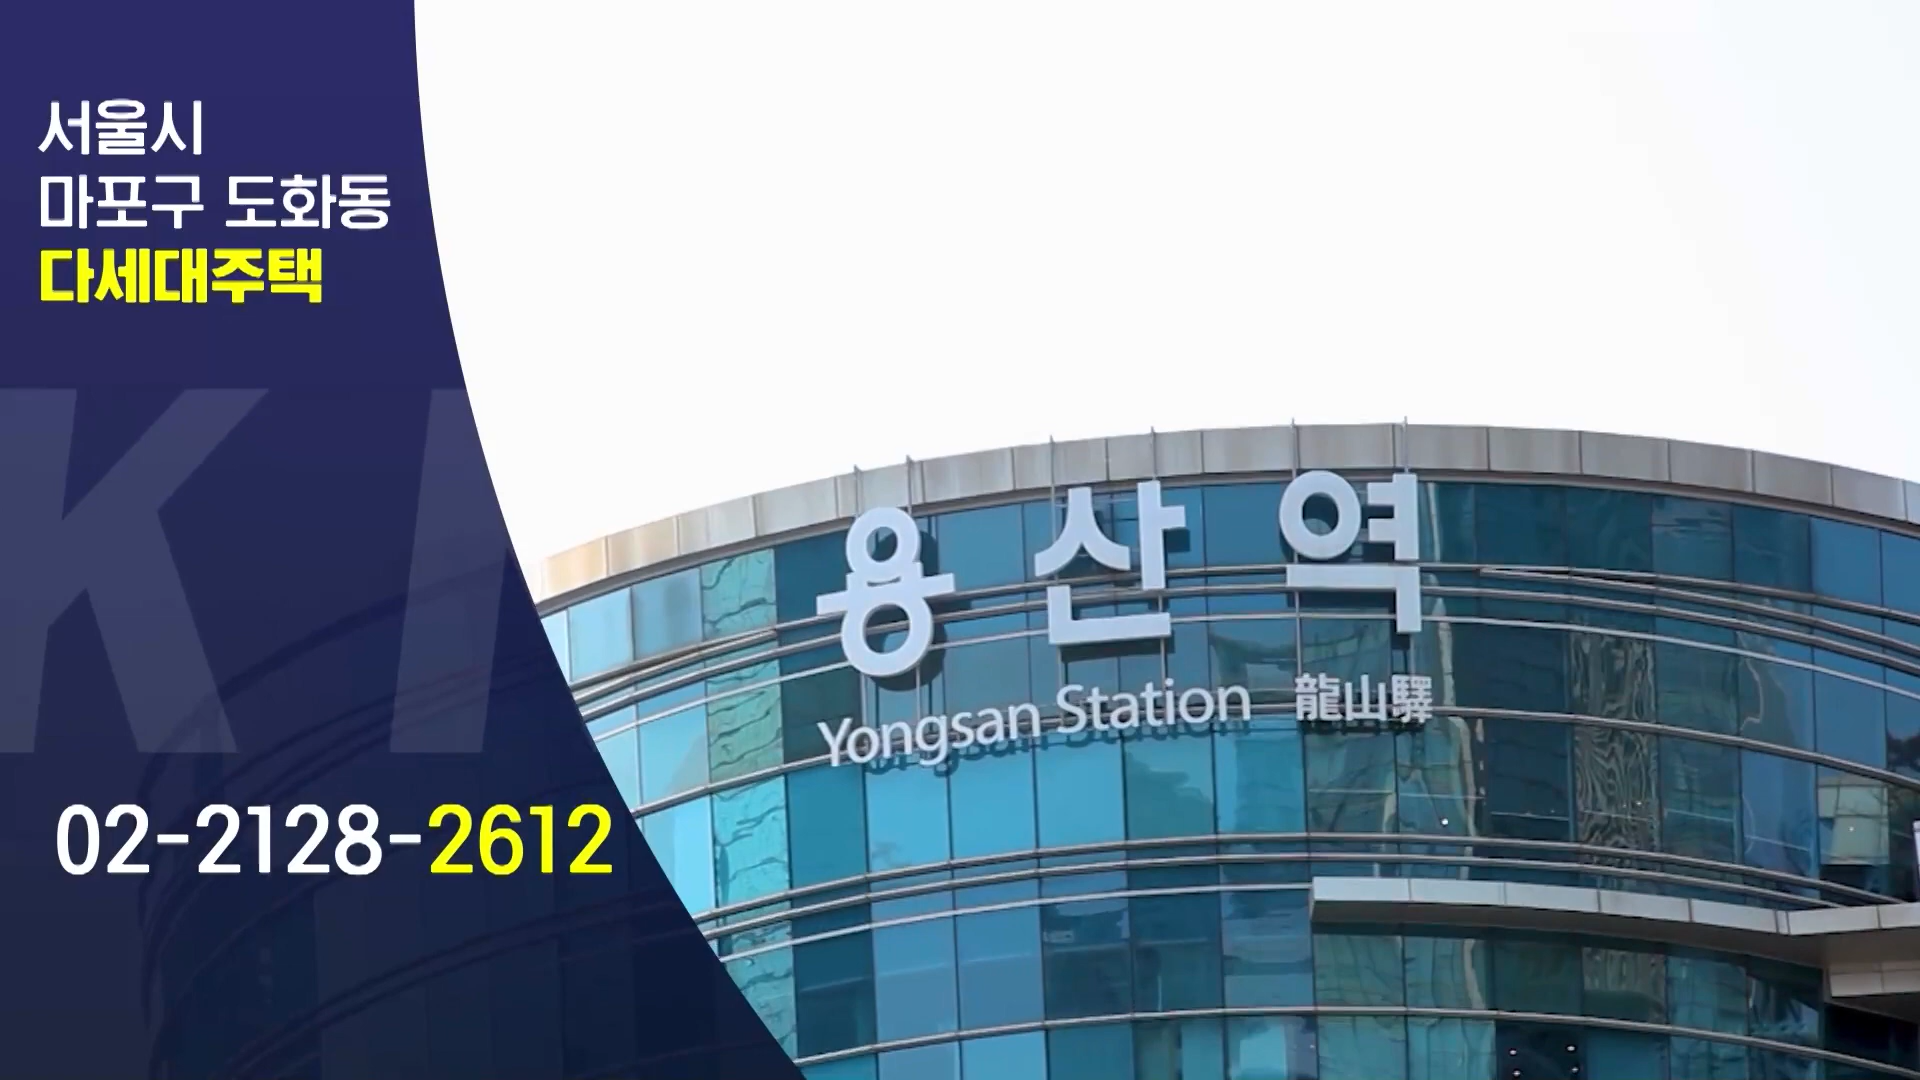 서울시
마포구 도화동
다세대주택
K
02-2128-2612
용산역
Yongsan Station 龍山驛